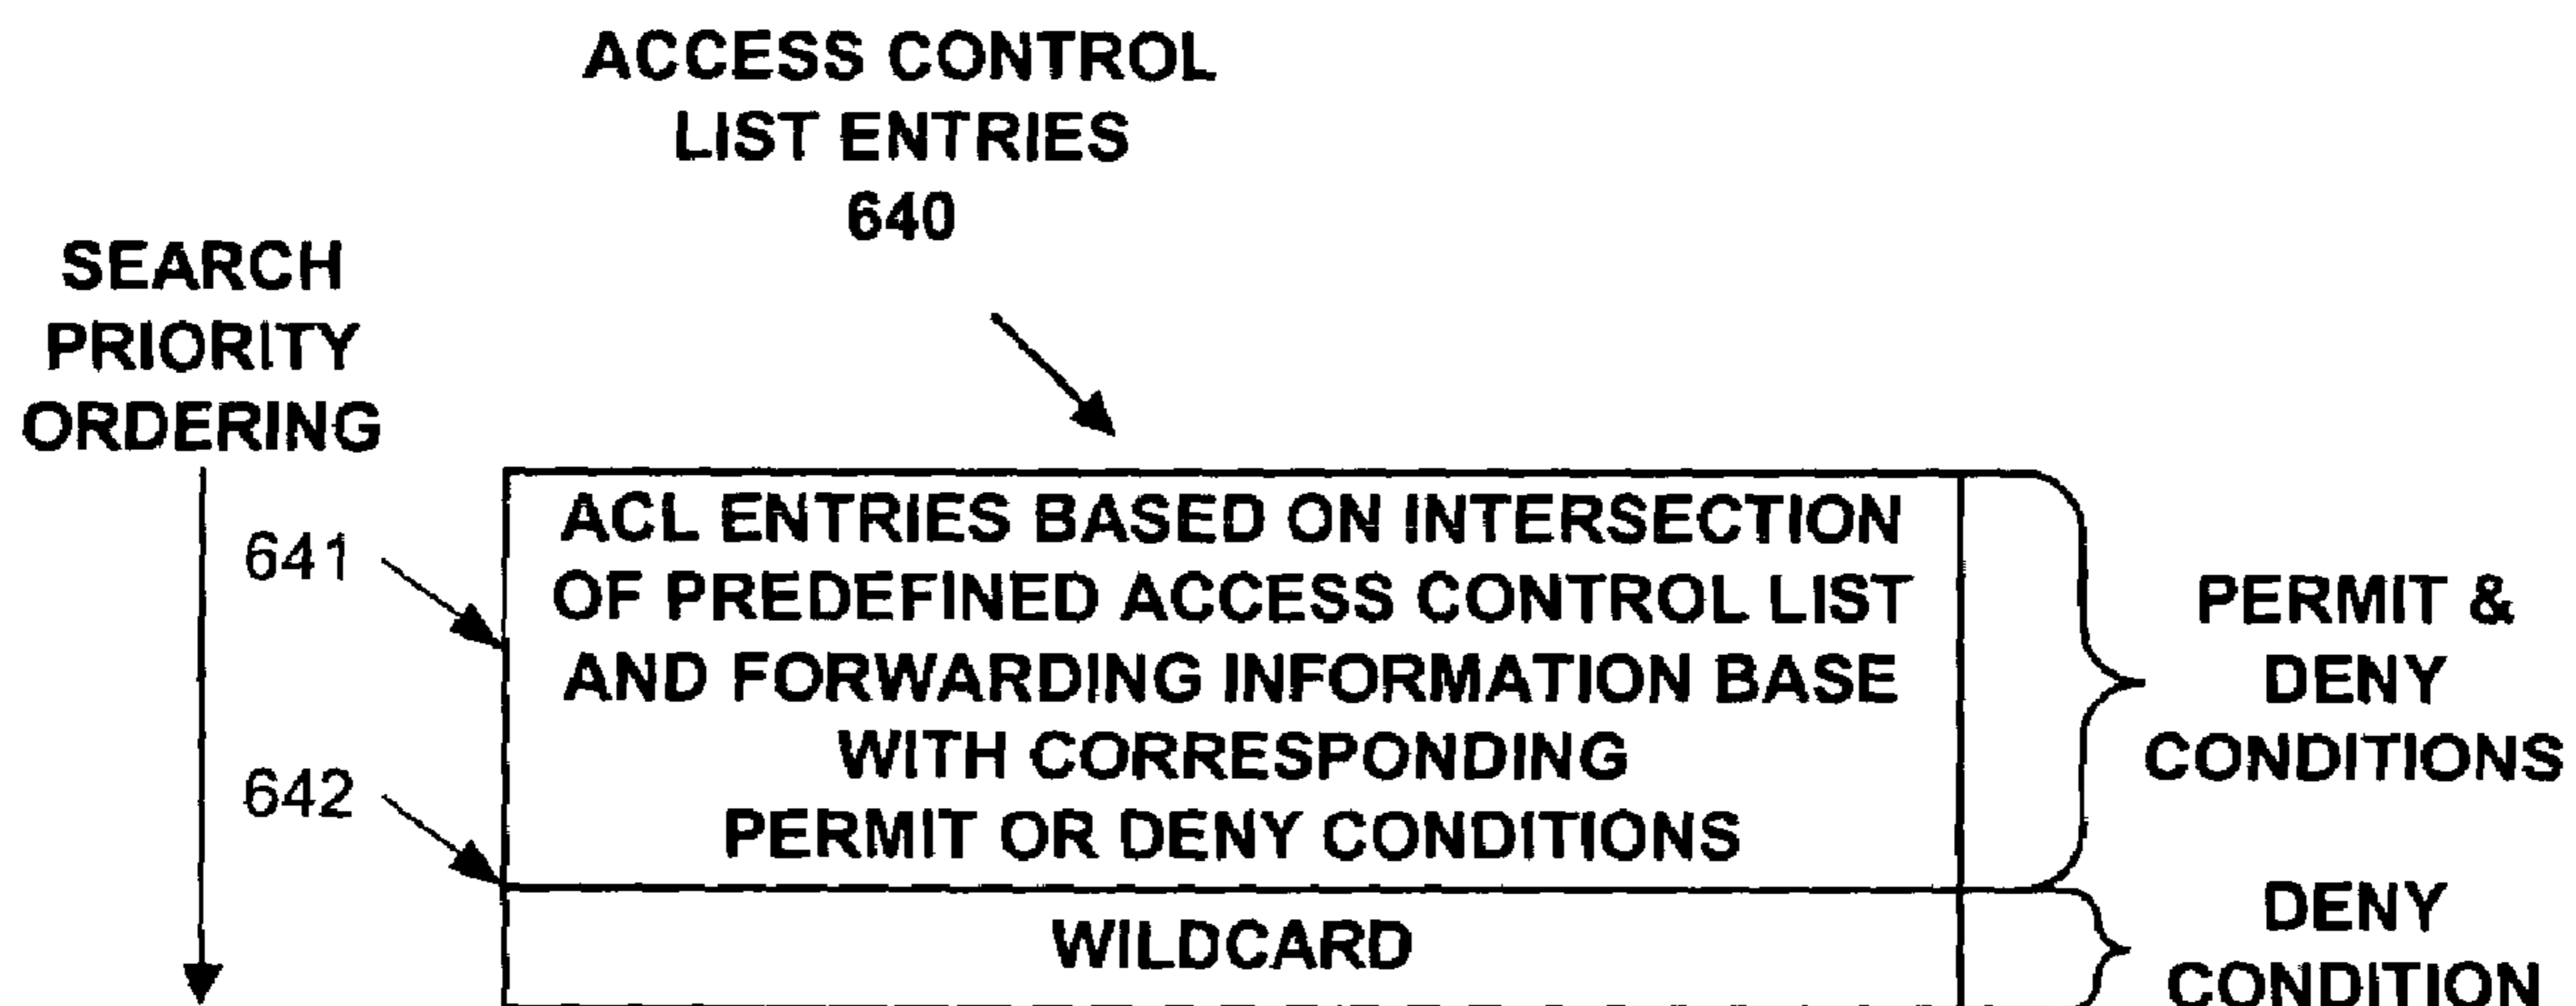 ACCESS CONTROL
LIST ENTRIES
640
SEARCH
PRIORITY
ORDERING
641
642
ACL ENTRIES BASED ON INTERSECTION
OF PREDEFINED ACCESS CONTROL LIST
AND FORWARDING INFORMATION BASE
WITH CORRESPONDING
PERMIT OR DENY CONDITIONS
PERMIT &
DENY
CONDITIONS
WILDCARD
DENY
CONDITION